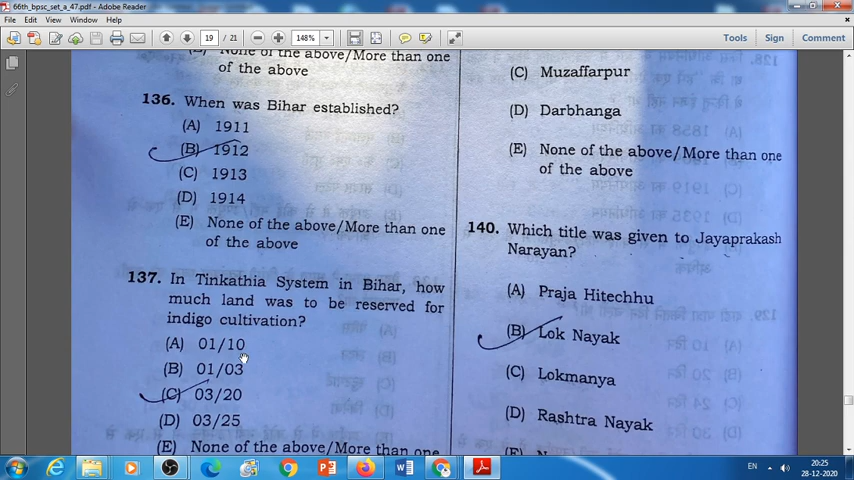 66th_bpsc_set_a_47.pdf - Adobe Reader
File Edit View Window Help
19 / 21
148%
Tools
Sign
Comment
None of the above/More than one
of the above
136. When was Bihar established?
(A) 1911
(B) 1912
(C) 1913
(D) 1914
(E) None of the above/More than one
of the above
137. In Tinkathia System in Bihar, how
much land was to be reserved for
indigo cultivation?
(A) 01/10
(B) 01/03
(C) 03/20
(D) 03/25
(E) None of the above/More than one
(C) Muzaffarpur
(D) Darbhanga
(E) None of the above/More than one
of the above
140. Which title was given to Jayaprakash
Narayan?
(A) Praja Hitechhu
(B) Lok Nayak
(C) Lokmanya
(D) Rashtra Nayak
EN
20:25
28-12-2020